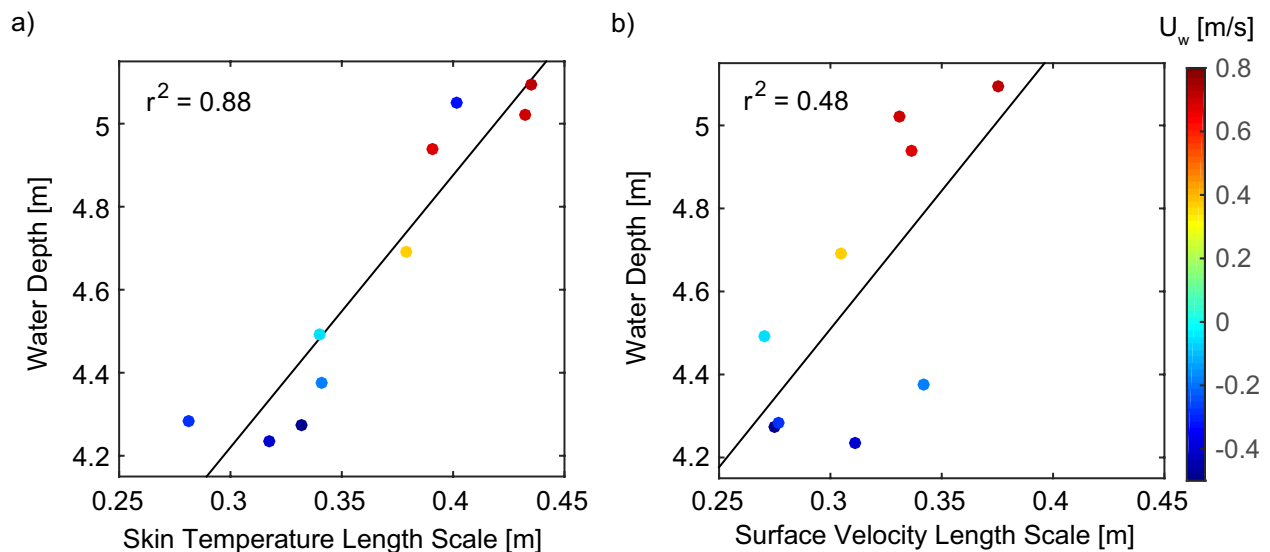 a)
r² = 0.88
Water Depth [m]
5
4.8
4.6
4.4
4.2
0.25 0.3 0.35 0.4 0.45
Skin Temperature Length Scale [m]
b)
r² = 0.48
Water Depth [m]
5
4.8
4.6
4.4
4.2
0.25 0.3 0.35 0.4 0.45
Surface Velocity Length Scale [m]
U_w [m/s]
0.8
0.6
0.4
0.2
0
-0.2
-0.4